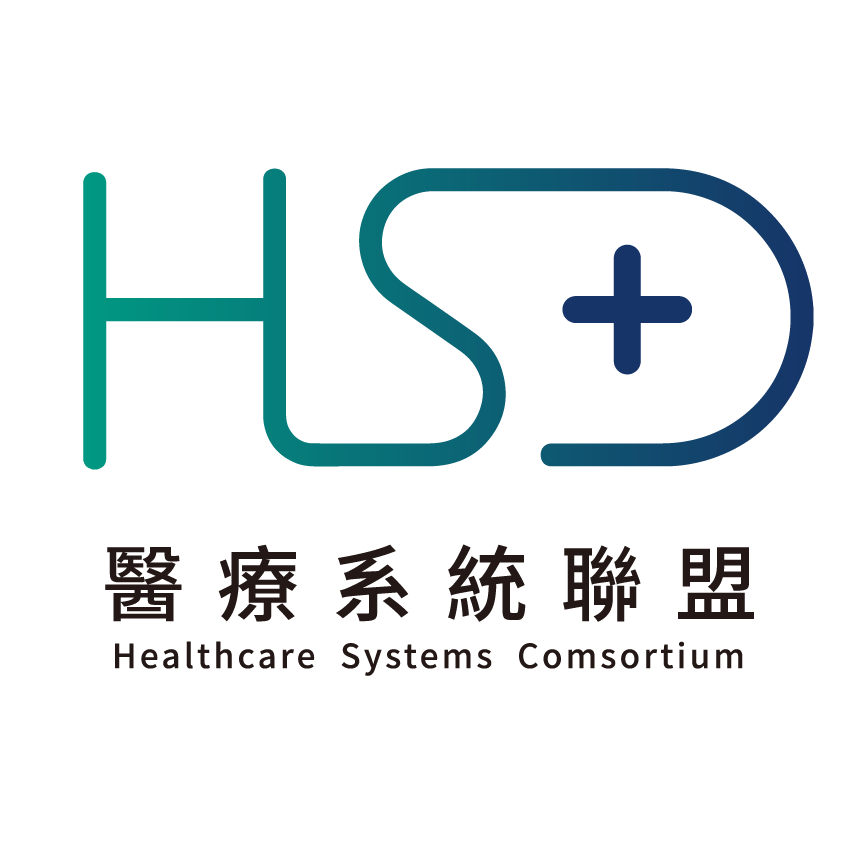 HSD
醫療系統聯盟
Healthcare Systems Comsortium